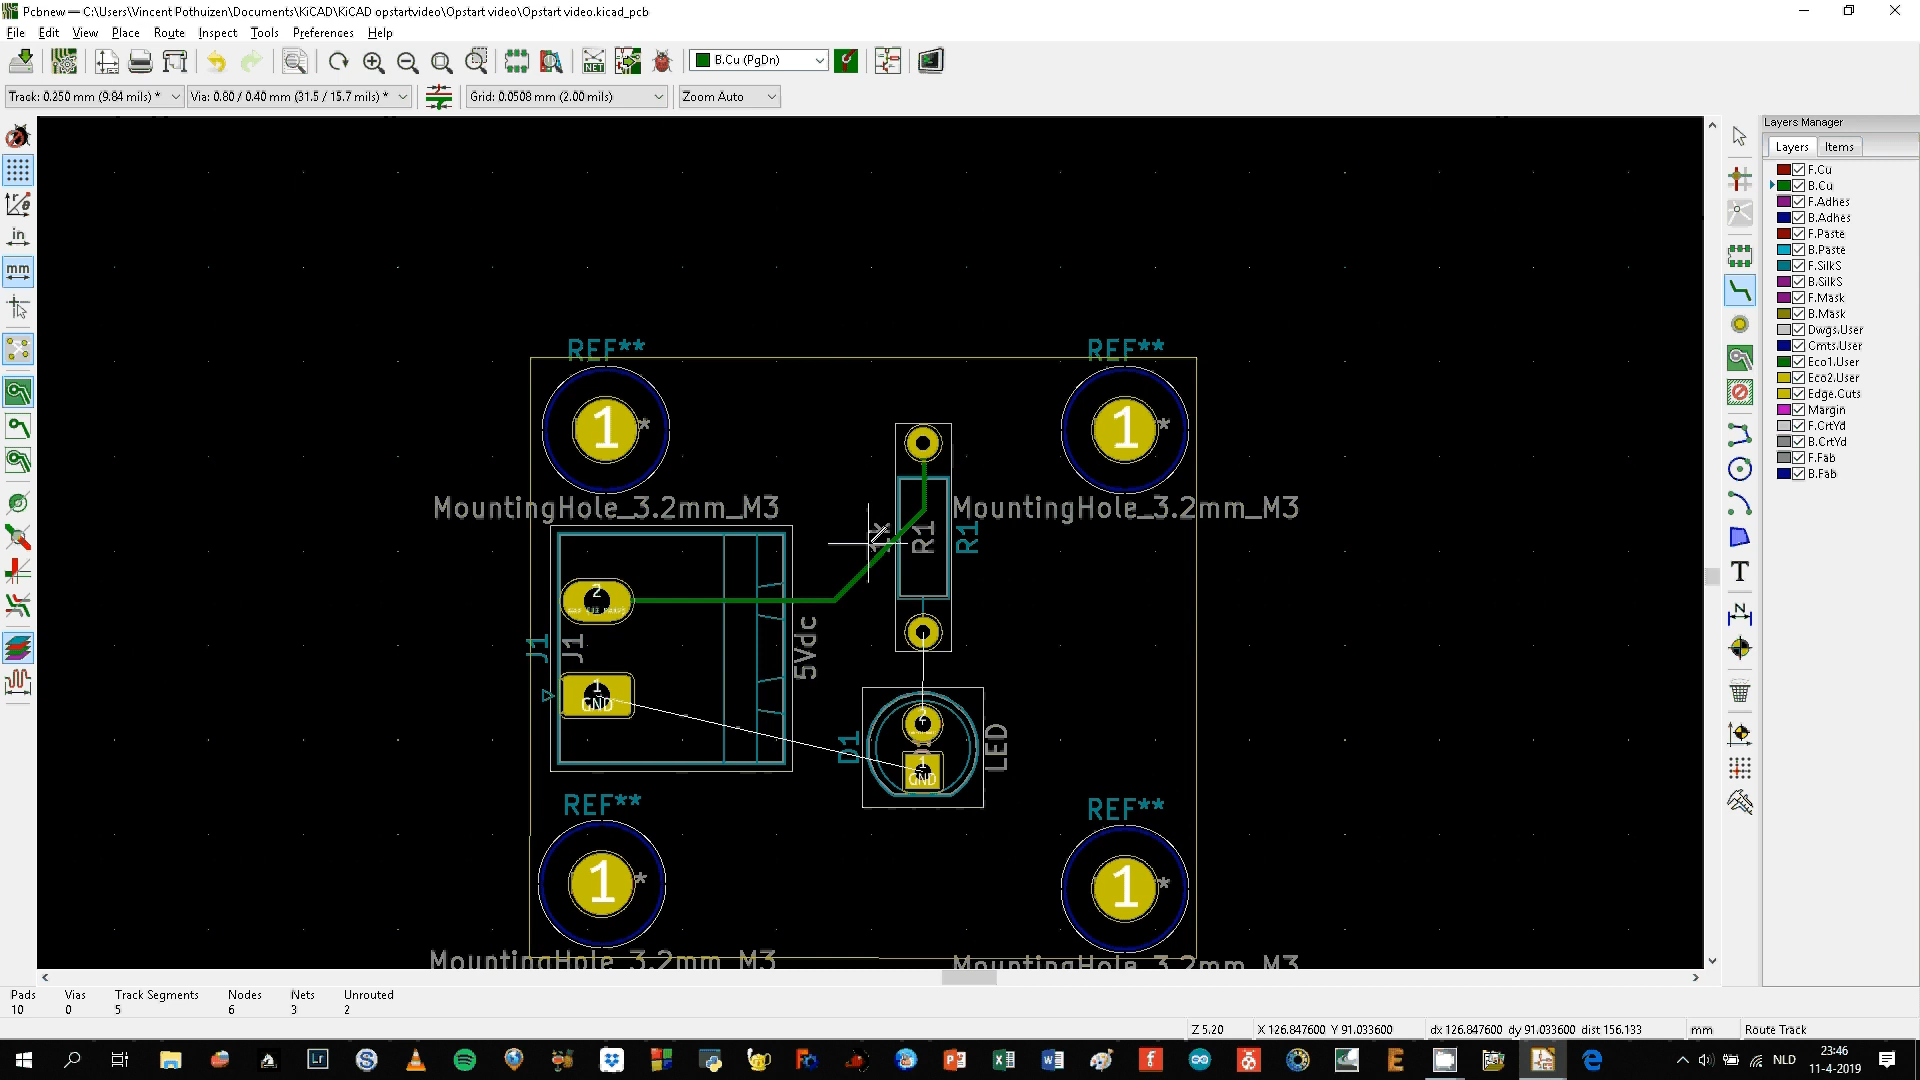 Pcbnew — C:\Users\Vincent Pothuizen\Documents\KiCAD\KiCAD opstartvideo\Opstart video\Opstart video.kicad_pcb
File Edit View Place Route Inspect Tools Preferences Help
NET B.Cu (PgDn)
Track: 0.250 mm (9.84 mils) * Via: 0.80 / 0.40 mm (31.5 / 15.7 mils) * Grid: 0.0508 mm (2.00 mils) Zoom Auto
in
mm
Layers Manager
Layers Items
F.Cu
B.Cu
F.Adhes
B.Adhes
F.Paste
B.Paste
F.SilkS
B.SilkS
F.Mask
B.Mask
Dwgs.User
Cmts.User
Eco1.User
Eco2.User
Edge.Cuts
Margin
F.CrtYd
B.CrtYd
F.Fab
B.Fab
T
N
REF** REF**
1 * 1 *
MountingHole_3.2mm_M3 MountingHole_3.2mm_M3
1k R1 R1
2
J1 J1 5Vdc
1
GND
D1 2 LED
1
GND
REF** REF**
1 * 1 *
MountingHole_3.2mm_M3 MountingHole_3.2mm_M3
Pads Vias Track Segments Nodes Nets Unrouted
10 0 5 6 3 2
Z 5.20 X 126.847600 Y 91.033600 dx 126.847600 dy 91.033600 dist 156.133 mm Route Track
Lr
NLD
23:46
11-4-2019